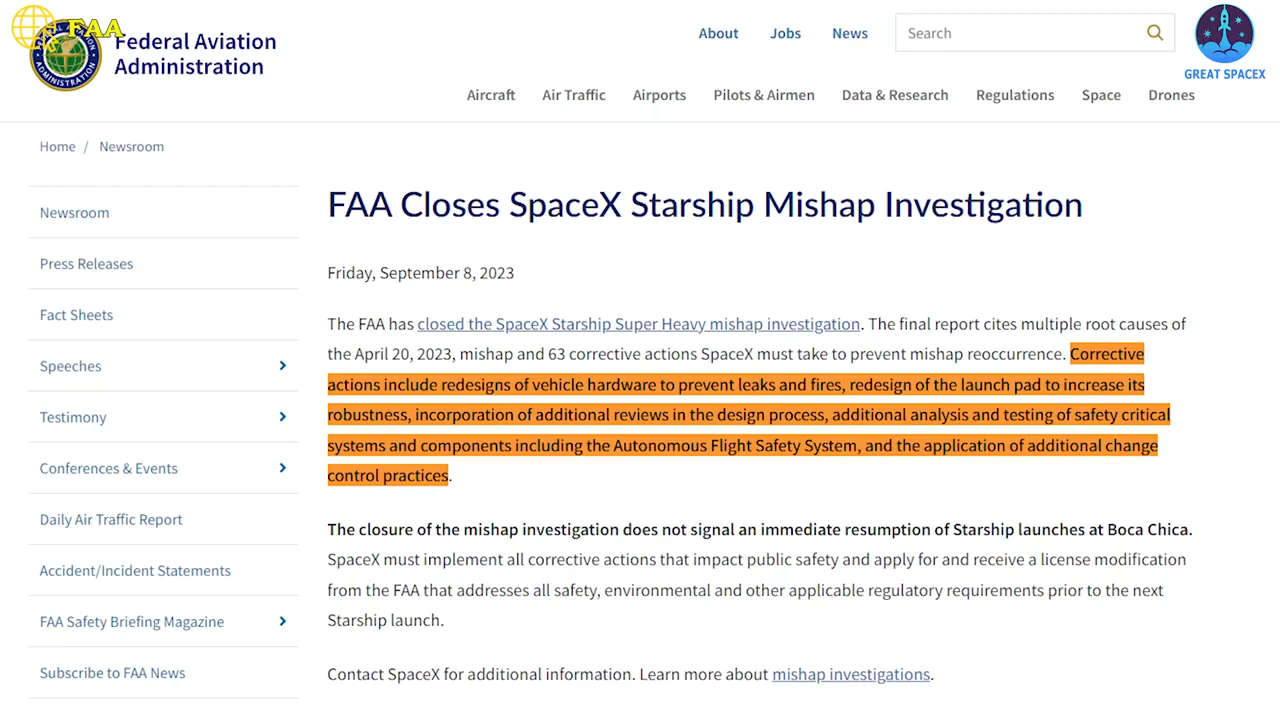 FAA
Federal Aviation
Administration
About
Jobs
News
Search
GREAT SPACEX
Aircraft
Air Traffic
Airports
Pilots & Airmen
Data & Research
Regulations
Space
Drones
Home / Newsroom
Newsroom
Press Releases
Fact Sheets
Speeches
Testimony
Conferences & Events
Daily Air Traffic Report
Accident/Incident Statements
FAA Safety Briefing Magazine
Subscribe to FAA News
FAA Closes SpaceX Starship Mishap Investigation
Friday, September 8, 2023
The FAA has closed the SpaceX Starship Super Heavy mishap investigation. The final report cites multiple root causes of
the April 20, 2023, mishap and 63 corrective actions SpaceX must take to prevent mishap reoccurrence. Corrective
actions include redesigns of vehicle hardware to prevent leaks and fires, redesign of the launch pad to increase its
robustness, incorporation of additional reviews in the design process, additional analysis and testing of safety critical
systems and components including the Autonomous Flight Safety System, and the application of additional change
control practices.
The closure of the mishap investigation does not signal an immediate resumption of Starship launches at Boca Chica.
SpaceX must implement all corrective actions that impact public safety and apply for and receive a license modification
from the FAA that addresses all safety, environmental and other applicable regulatory requirements prior to the next
Starship launch.
Contact SpaceX for additional information. Learn more about mishap investigations.